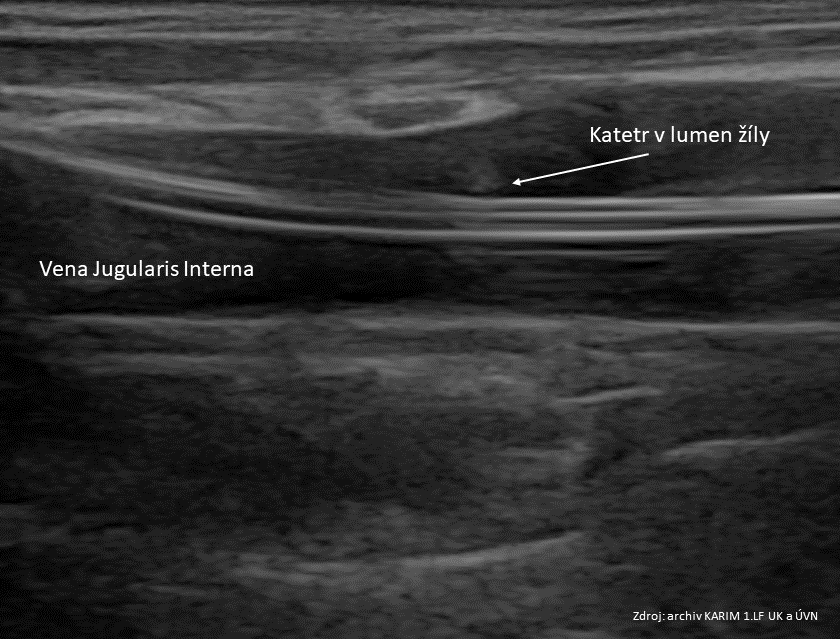 Katetr v lumen žíly
Vena Jugularis Interna
Zdroj: archiv KARIM 1.LF UK a ÚVN